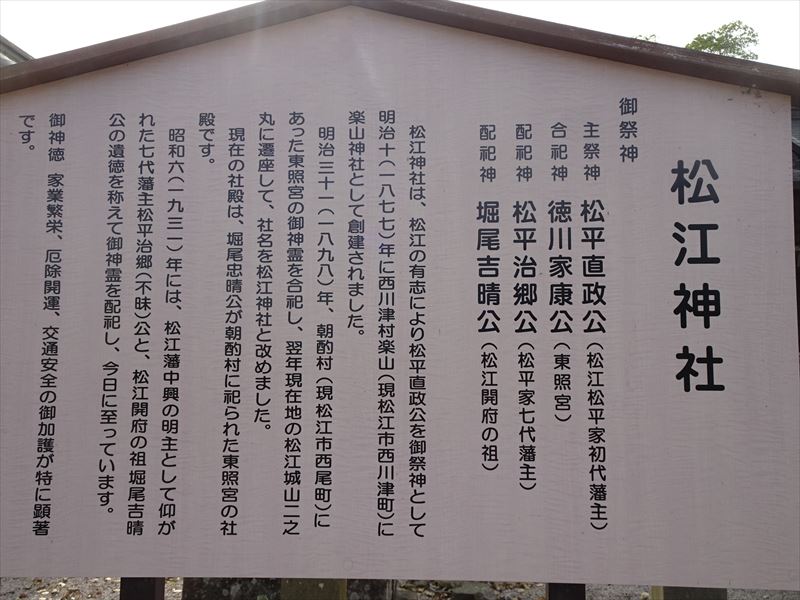 松江神社
御祭神
主祭神 松平直政公(松江松平家初代藩主)
合祀神 徳川家康公(東照宮)
配祀神 松平治郷公(松平家七代藩主)
配祀神 堀尾吉晴公(松江開府の祖)
松江神社は、松江の有志により松平直政公を御祭神として
明治十(一八七七)年に西川津村楽山(現松江市西川津町)に
楽山神社として創建されました。
明治三十一(一八九八)年、朝酌村(現松江市西尾町)に
あった東照宮の御神霊を合祀し、翌年現在地の松江城山二之
丸に遷座して、社名を松江神社と改めました。
現在の社殿は、堀尾忠晴公が朝酌村に祀られた東照宮の社
殿です。
昭和六(一九三一)年には、松江藩中興の明主として仰が
れた七代藩主松平治郷(不昧)公と、松江開府の祖堀尾吉晴
公の遺徳を称えて御神霊を配祀し、今日に至っています。
御神徳 家業繁栄、厄除開運、交通安全の御加護が特に顕著
です。